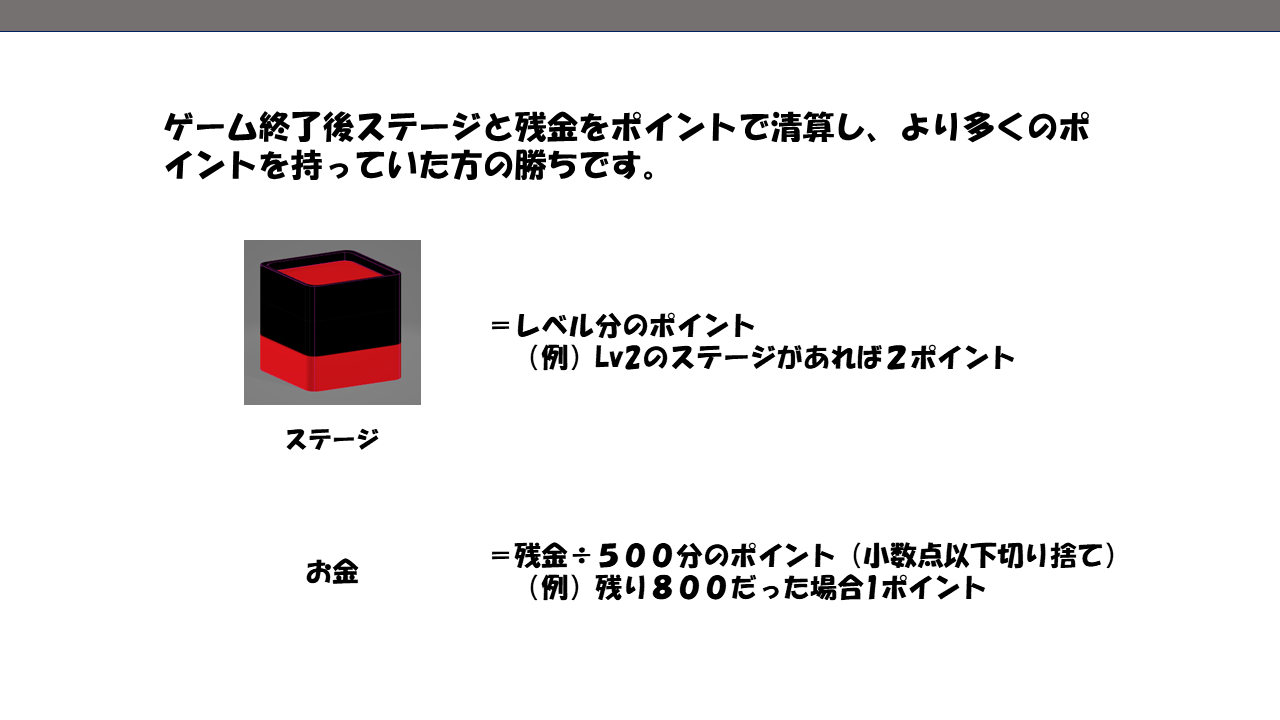 ゲーム終了後ステージと残金をポイントで清算し、より多くのポ
イントを持っていた方の勝ちです。
＝レベル分のポイント
（例）Lv2のステージがあれば２ポイント
ステージ
お金
＝残金÷５００分のポイント（小数点以下切り捨て）
（例）残り８００だった場合1ポイント